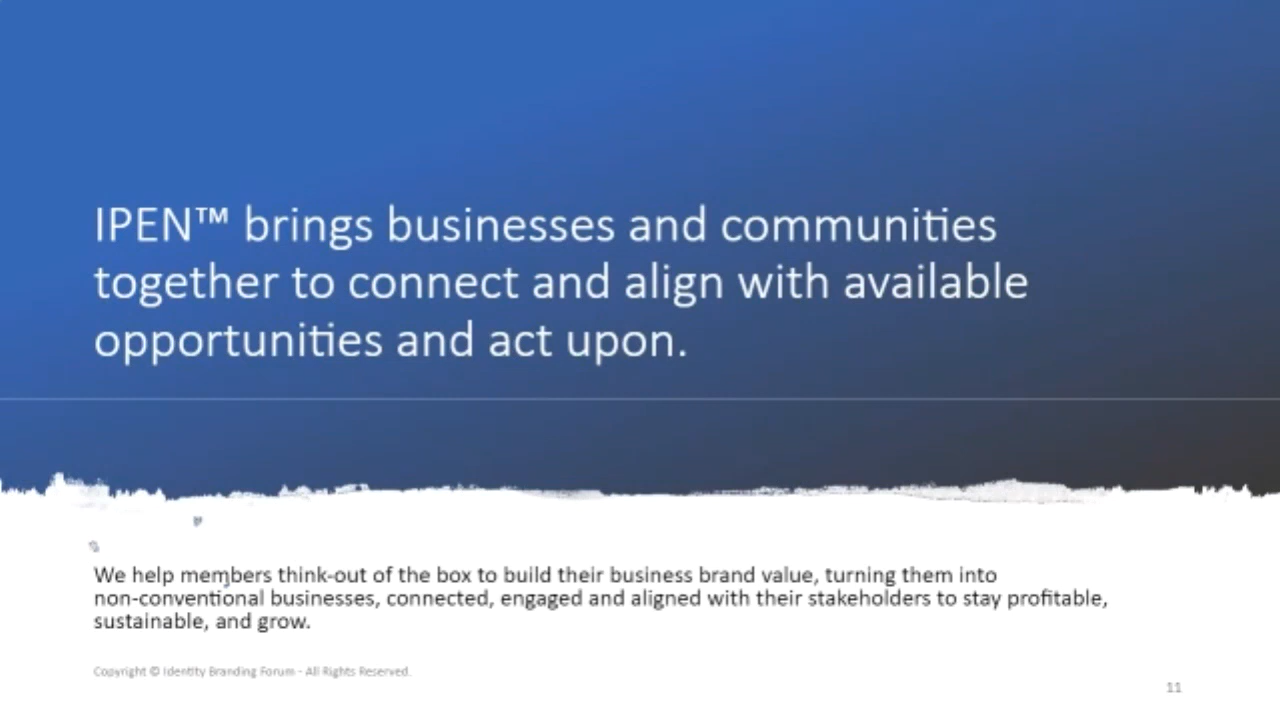 IPEN™ brings businesses and communities
together to connect and align with available
opportunities and act upon.
We help members think-out of the box to build their business brand value, turning them into
non-conventional businesses, connected, engaged and aligned with their stakeholders to stay profitable,
sustainable, and grow.
Copyright © Identity Branding Forum - All Rights Reserved.
11